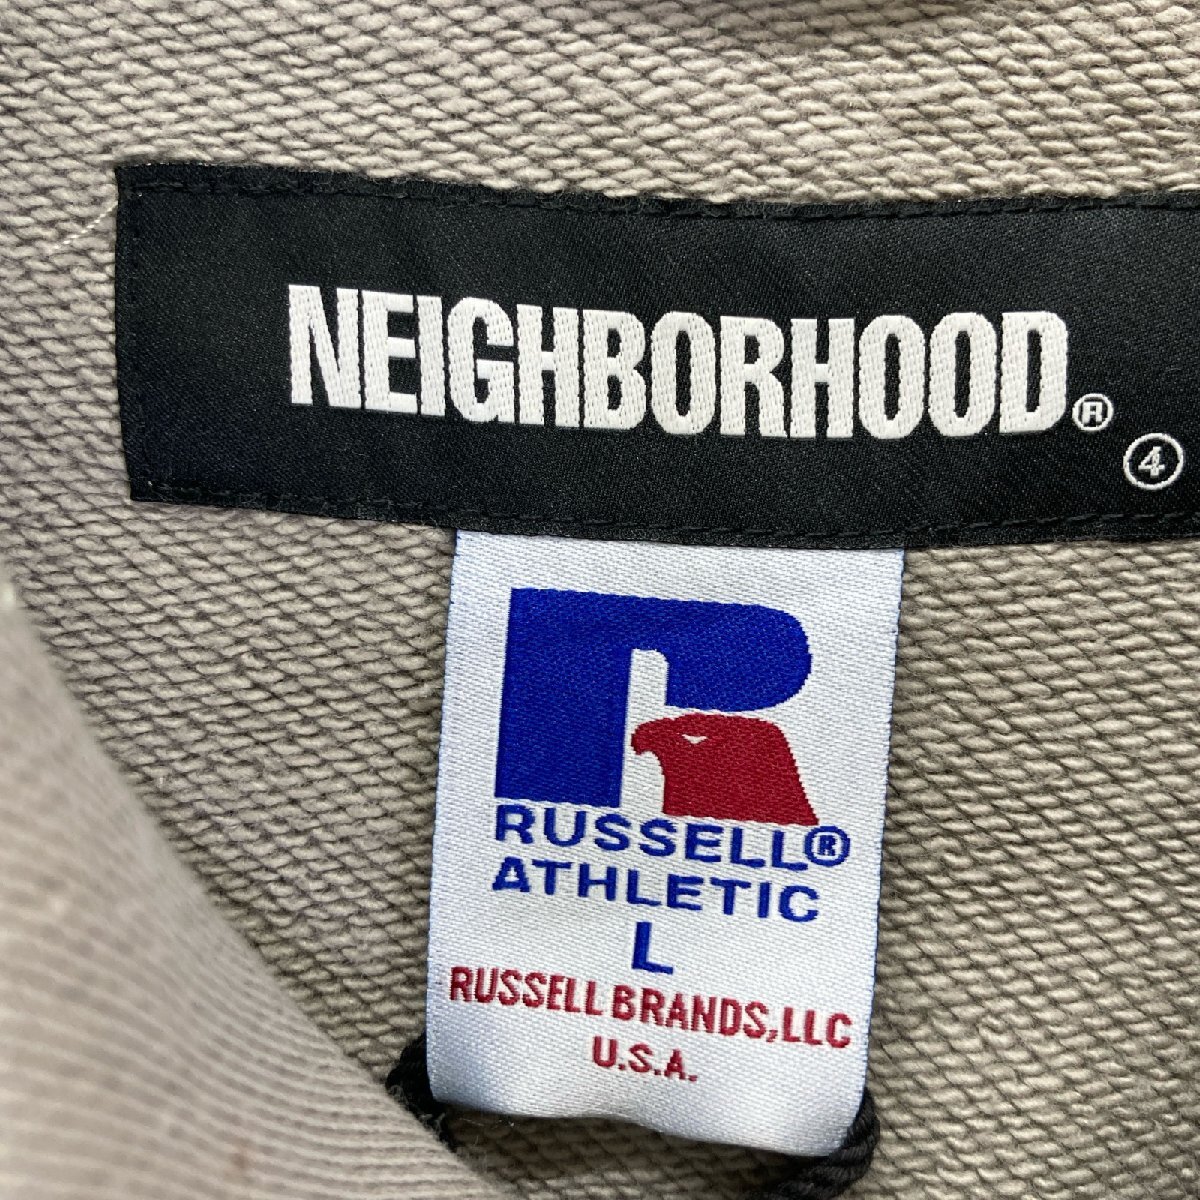 NEIGHBORHOOD®
④
R
RUSSELL®
ATHLETIC
L
RUSSELL BRANDS,LLC
U.S.A.